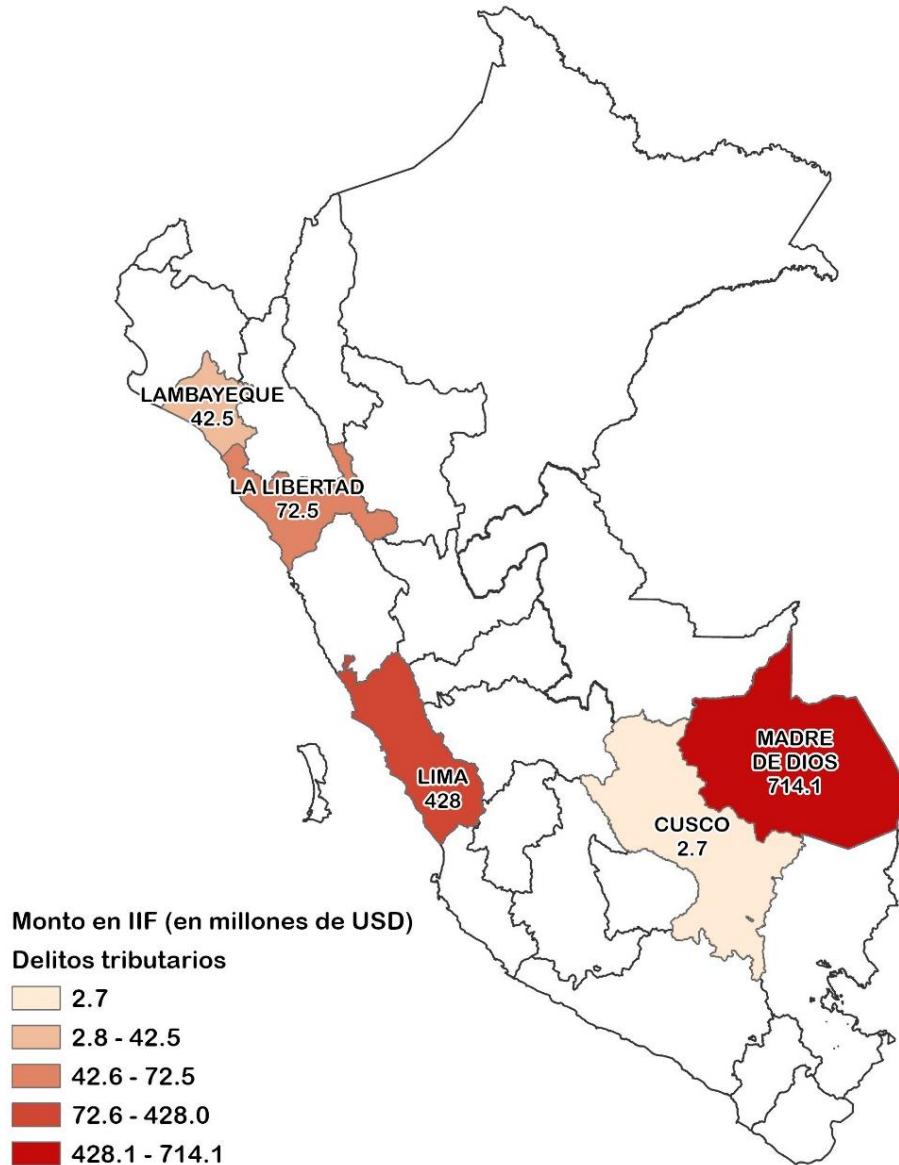 LAMBAYEQUE
42.5
LA LIBERTAD
72.5
LIMA
428
MADRE
DE DIOS
714.1
CUSCO
2.7
Monto en IIF (en millones de USD)
Delitos tributarios
2.7
2.8 - 42.5
42.6 - 72.5
72.6 - 428.0
428.1 - 714.1